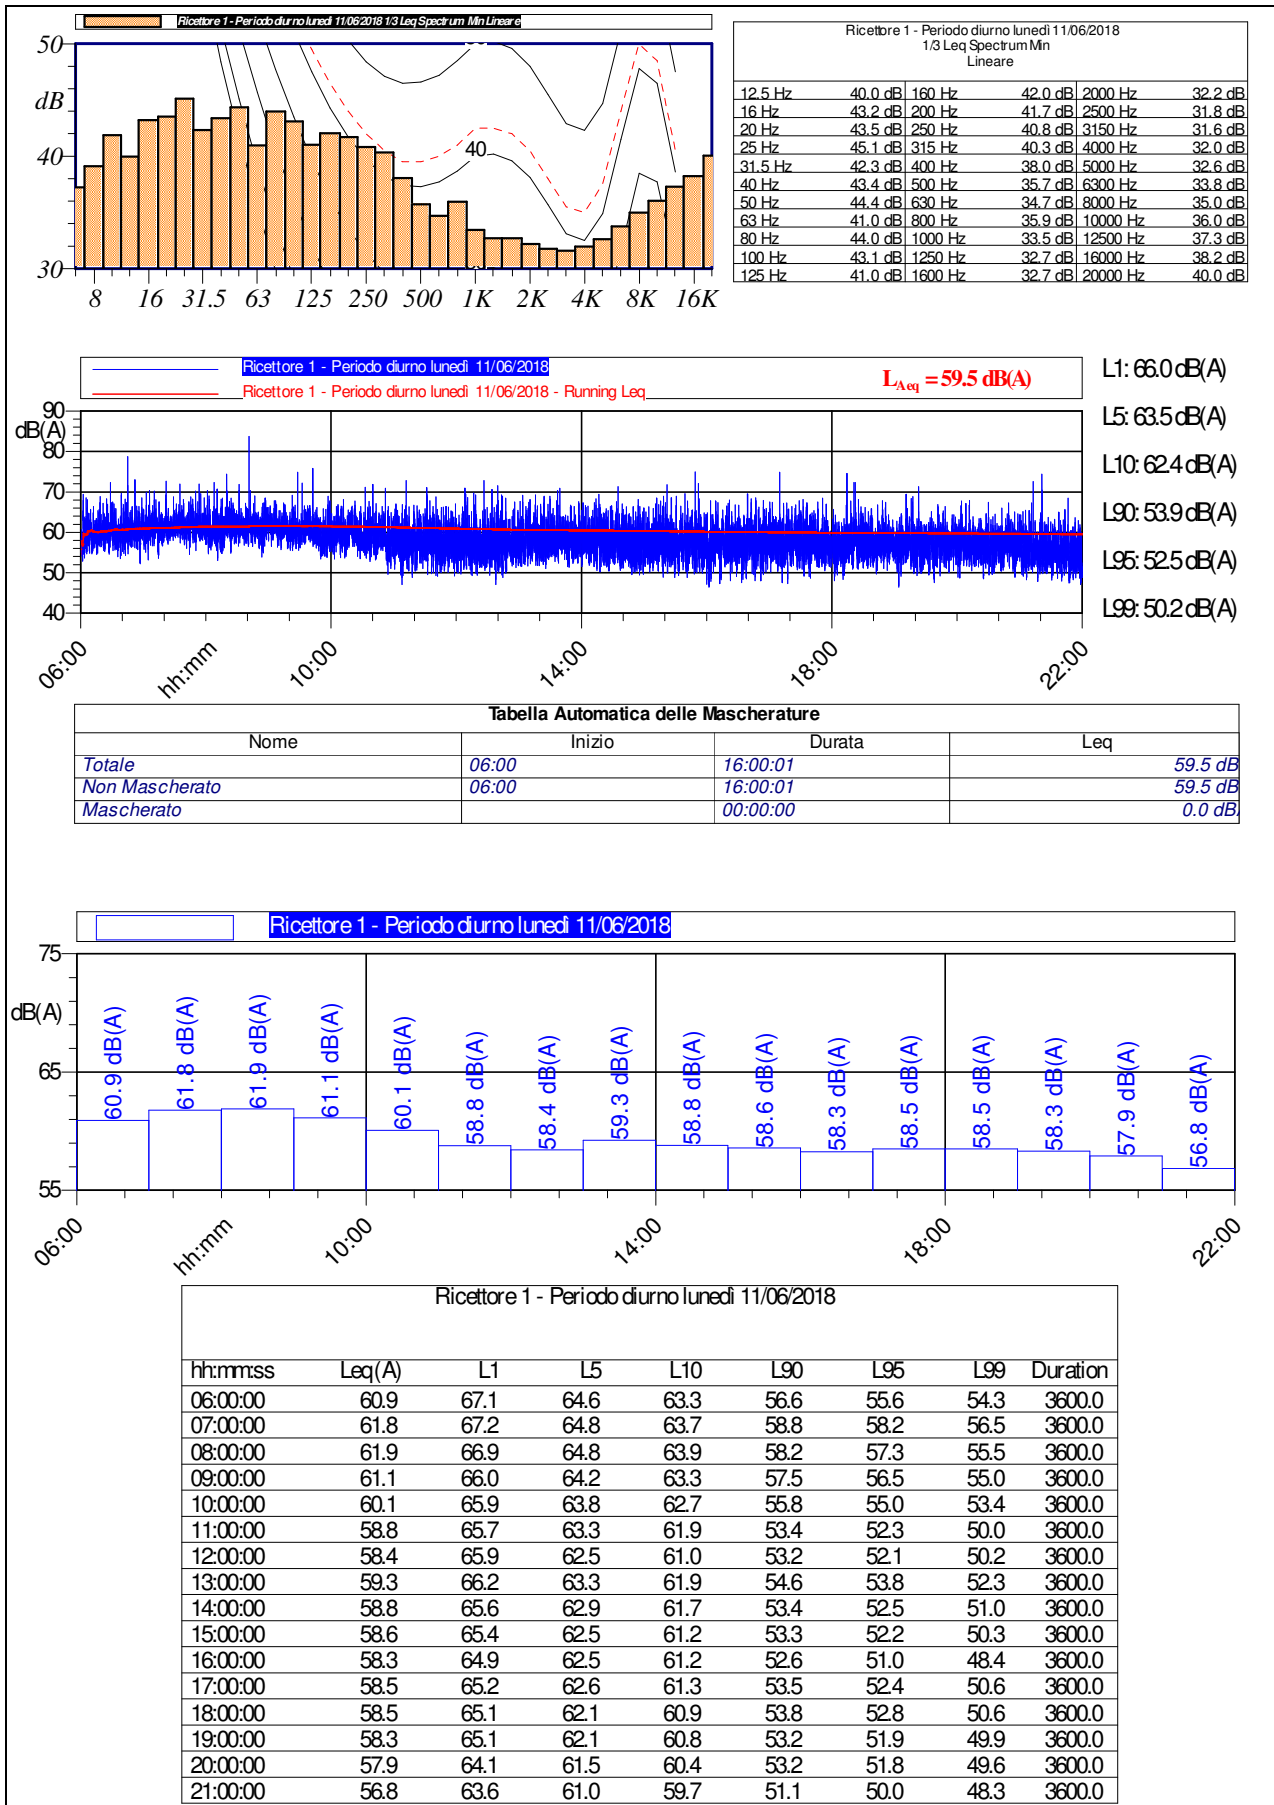 Ricettore 1 - Periodo diurno lunedì 11/06/2018 1/3 Leq Spectrum Min Lineare
50
dB
40
30
40
8 16 31.5 63 125 250 500 1K 2K 4K 8K 16K
Ricettore 1 - Periodo diurno lunedì 11/06/2018
1/3 Leq Spectrum Min
Lineare
12.5 Hz 40.0 dB 160 Hz 42.0 dB 2000 Hz 32.2 dB
16 Hz 43.2 dB 200 Hz 41.7 dB 2500 Hz 31.8 dB
20 Hz 43.5 dB 250 Hz 40.8 dB 3150 Hz 31.6 dB
25 Hz 45.1 dB 315 Hz 40.3 dB 4000 Hz 32.0 dB
31.5 Hz 42.3 dB 400 Hz 38.0 dB 5000 Hz 32.6 dB
40 Hz 43.4 dB 500 Hz 35.7 dB 6300 Hz 33.8 dB
50 Hz 44.4 dB 630 Hz 34.7 dB 8000 Hz 35.0 dB
63 Hz 41.0 dB 800 Hz 35.9 dB 10000 Hz 36.0 dB
80 Hz 44.0 dB 1000 Hz 33.5 dB 12500 Hz 37.3 dB
100 Hz 43.1 dB 1250 Hz 32.7 dB 16000 Hz 38.2 dB
125 Hz 41.0 dB 1600 Hz 32.7 dB 20000 Hz 40.0 dB
Ricettore 1 - Periodo diurno lunedì 11/06/2018
Ricettore 1 - Periodo diurno lunedì 11/06/2018 - Running Leq
LAeq = 59.5 dB(A)
L1: 66.0 dB(A)
L5: 63.5 dB(A)
L10: 62.4 dB(A)
L90: 53.9 dB(A)
L95: 52.5 dB(A)
L99: 50.2 dB(A)
90
dB(A)
80
70
60
50
40
06:00 hh:mm 10:00 14:00 18:00 22:00
Tabella Automatica delle Mascherature
Nome Inizio Durata Leq
Totale 06:00 16:00:01 59.5 dB
Non Mascherato 06:00 16:00:01 59.5 dB
Mascherato 00:00:00 0.0 dB
Ricettore 1 - Periodo diurno lunedì 11/06/2018
75
dB(A)
65
55
60.9 dB(A) 61.8 dB(A) 61.9 dB(A) 61.1 dB(A) 60.1 dB(A) 58.8 dB(A) 58.4 dB(A) 59.3 dB(A) 58.8 dB(A) 58.6 dB(A) 58.3 dB(A) 58.5 dB(A) 58.5 dB(A) 58.3 dB(A) 57.9 dB(A) 56.8 dB(A)
06:00 hh:mm 10:00 14:00 18:00 22:00
Ricettore 1 - Periodo diurno lunedì 11/06/2018
hh:mm:ss Leq(A) L1 L5 L10 L90 L95 L99 Duration
06:00:00 60.9 67.1 64.6 63.3 56.6 55.6 54.3 3600.0
07:00:00 61.8 67.2 64.8 63.7 58.8 58.2 56.5 3600.0
08:00:00 61.9 66.9 64.8 63.9 58.2 57.3 55.5 3600.0
09:00:00 61.1 66.0 64.2 63.3 57.5 56.5 55.0 3600.0
10:00:00 60.1 65.9 63.8 62.7 55.8 55.0 53.4 3600.0
11:00:00 58.8 65.7 63.3 61.9 53.4 52.3 50.0 3600.0
12:00:00 58.4 65.9 62.5 61.0 53.2 52.1 50.2 3600.0
13:00:00 59.3 66.2 63.3 61.9 54.6 53.8 52.3 3600.0
14:00:00 58.8 65.6 62.9 61.7 53.4 52.5 51.0 3600.0
15:00:00 58.6 65.4 62.5 61.2 53.3 52.2 50.3 3600.0
16:00:00 58.3 64.9 62.5 61.2 52.6 51.0 48.4 3600.0
17:00:00 58.5 65.2 62.6 61.3 53.5 52.4 50.6 3600.0
18:00:00 58.5 65.1 62.1 60.9 53.8 52.8 50.6 3600.0
19:00:00 58.3 65.1 62.1 60.8 53.2 51.9 49.9 3600.0
20:00:00 57.9 64.1 61.5 60.4 53.2 51.8 49.6 3600.0
21:00:00 56.8 63.6 61.0 59.7 51.1 50.0 48.3 3600.0